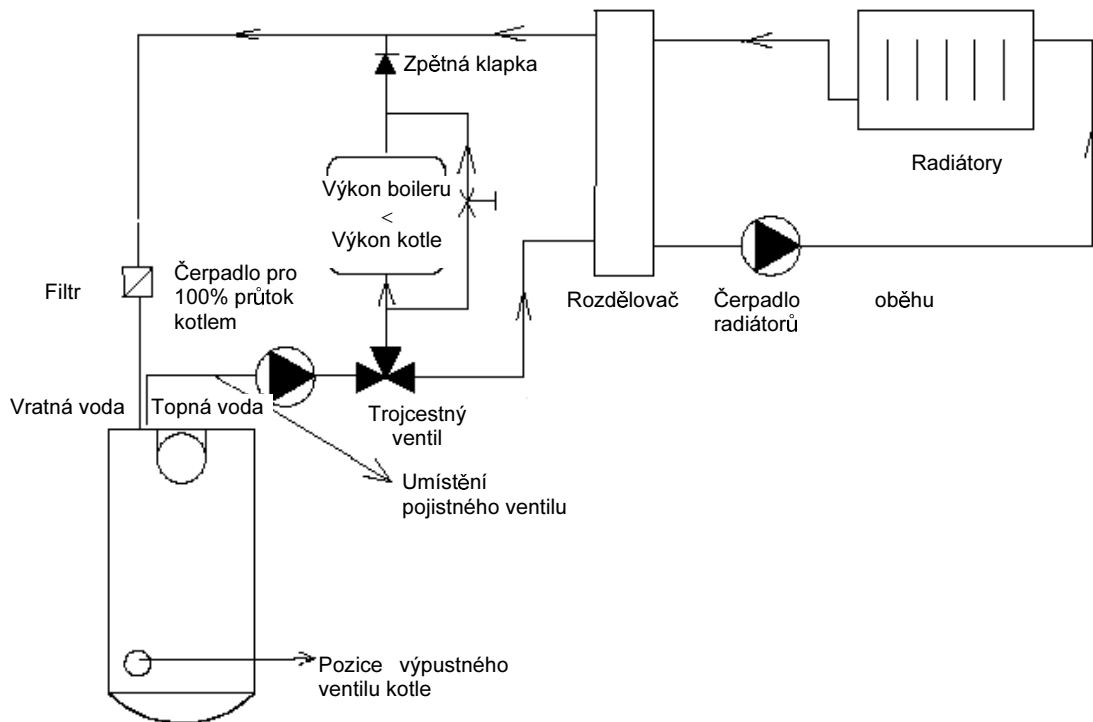 Zpětná klapka
Radiátory
Výkon boileru
<
Výkon kotle
Filtr
Čerpadlo pro
100% průtok
kotlem
Rozdělovač
Čerpadlo oběhu
radiátorů
Vratná voda
Topná voda
Trojcestný
ventil
Umístění
pojistného ventilu
Pozice výpustného
ventilu kotle